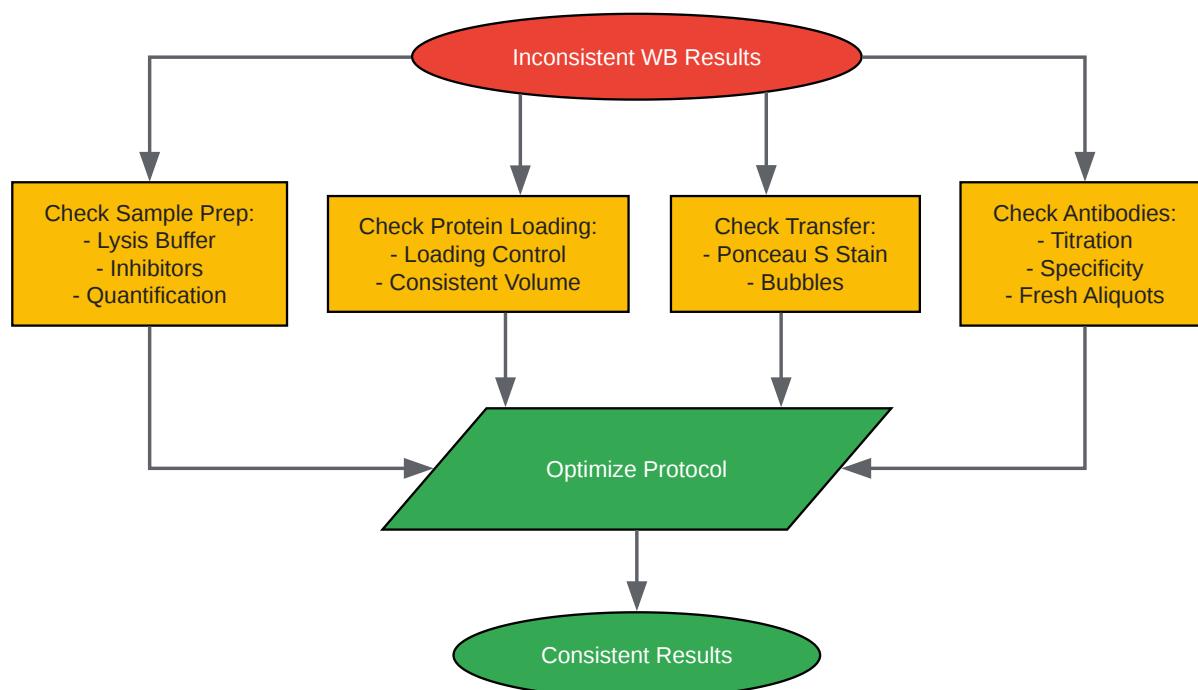 Inconsistent WB Results
Check Sample Prep:
- Lysis Buffer
- Inhibitors
- Quantification
Check Protein Loading:
- Loading Control
- Consistent Volume
Check Transfer:
- Ponceau S Stain
- Bubbles
Check Antibodies:
- Titration
- Specificity
- Fresh Aliquots
Optimize Protocol
Consistent Results